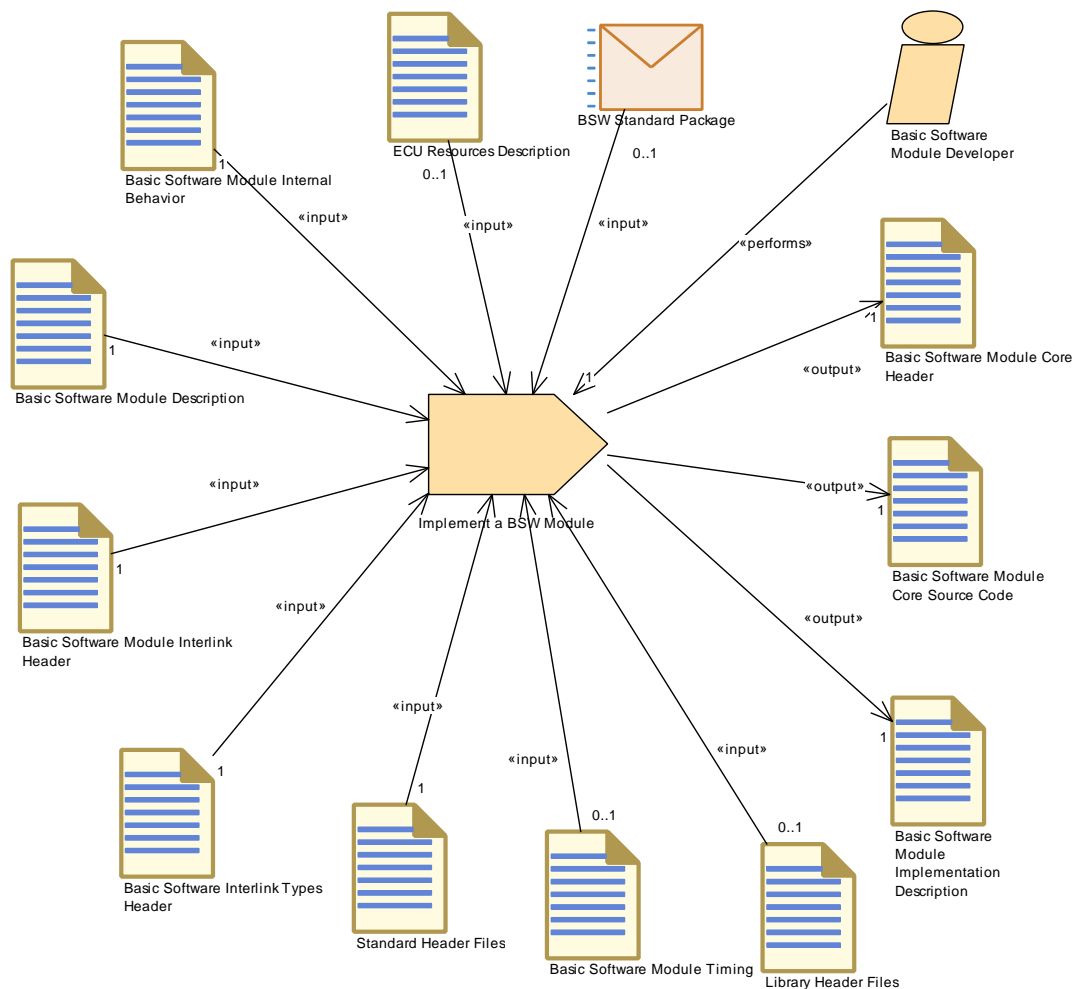 BSW Standard Package
Basic Software
Module Developer
ECU Resources Description
0..1
0..1
1
Basic Software Module Internal
Behavior
«input»
«input»
«input»
«performs»
1
Basic Software Module Core
Header
«input»
1
«output»
Basic Software Module Description
1
«input»
«output»
1
Implement a BSW Module
1
Basic Software Module
Core Source Code
«input»
«output»
Basic Software Module Interlink
Header
«input»
1
«input»
«input»
1
1
0..1
0..1
Basic Software
Module
Implementation
Description
Basic Software Interlink Types
Header
Standard Header Files
Basic Software Module Timing
Library Header Files